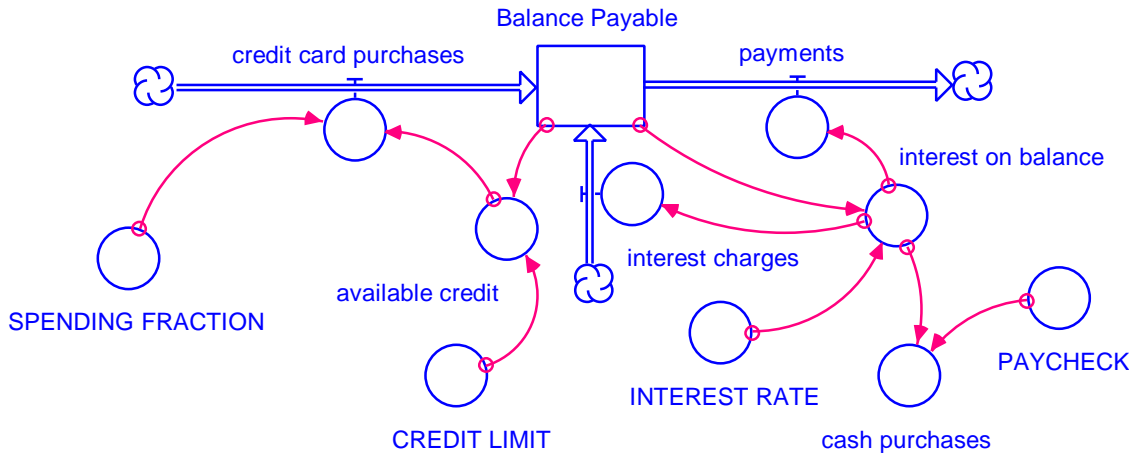 Balance Payable
credit card purchases
payments
interest on balance
interest charges
available credit
SPENDING FRACTION
PAYCHECK
INTEREST RATE
CREDIT LIMIT
cash purchases